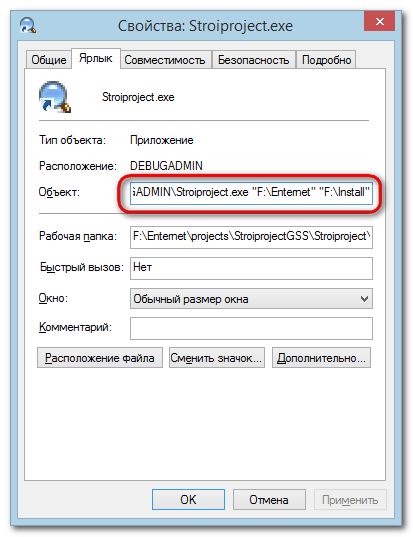 Свойства: Stroiproject.exe
Общие Ярлык Совместимость Безопасность Подробно
Stroiproject.exe
Тип объекта: Приложение
Расположение: DEBUGADMIN
Объект: GADMIN\Stroiproject.exe "F:\Enternet" "F:\Install"
Рабочая папка: F:\Enternet\projects\StroiprojectGSS\Stroiproject\
Быстрый вызов: Нет
Окно: Обычный размер окна
Комментарий:
Расположение файла Сменить значок... Дополнительно...
OK Отмена Применить